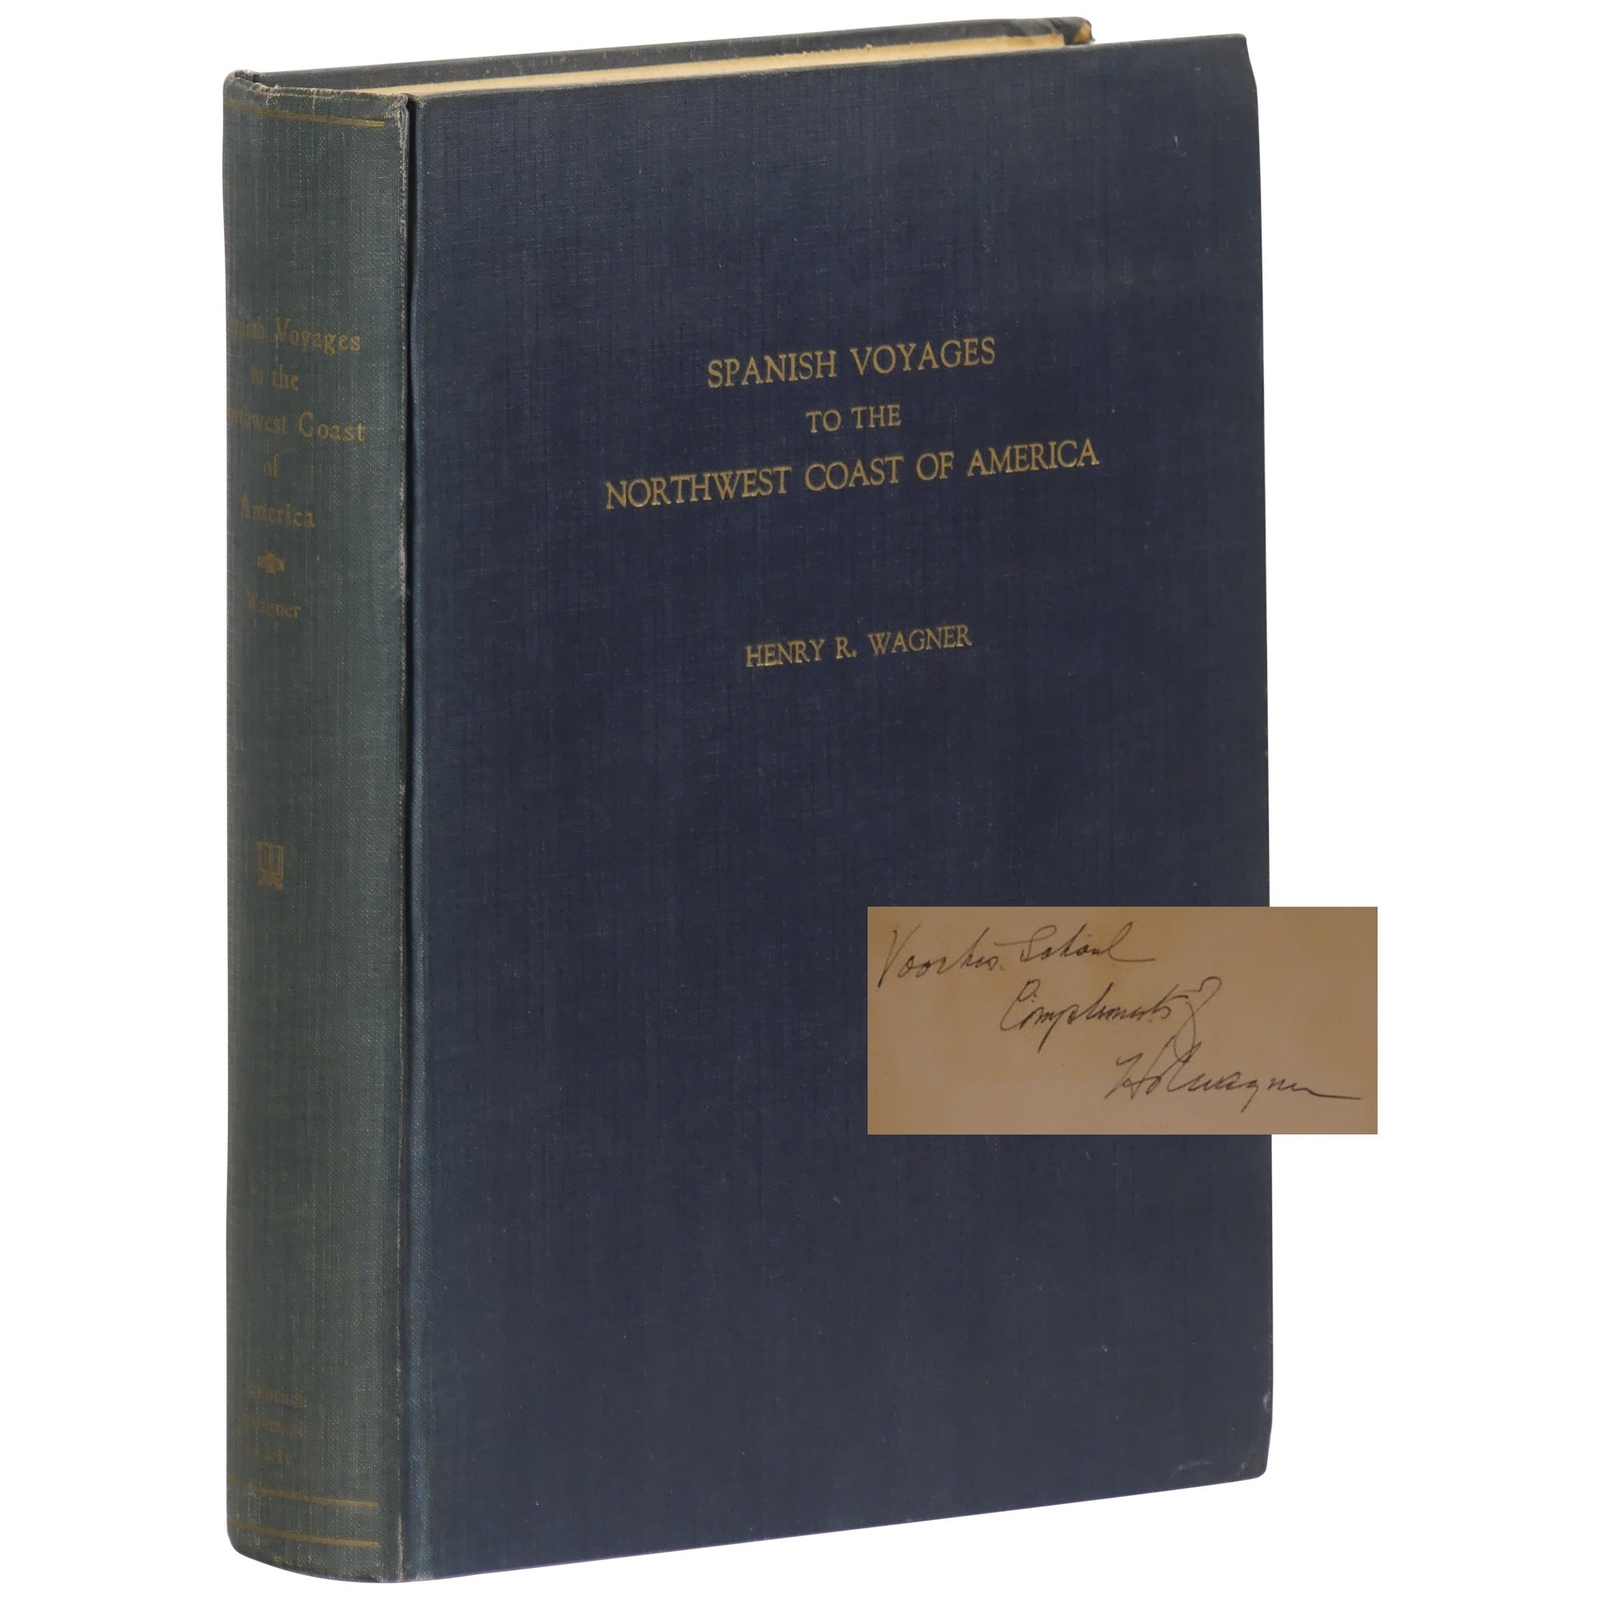 Voyages
to the
Coast
of
America
Wagner
SPANISH VOYAGES
TO THE
NORTHWEST COAST OF AMERICA
HENRY R. WAGNER
Voorhis School
Compliments of
HRWagner